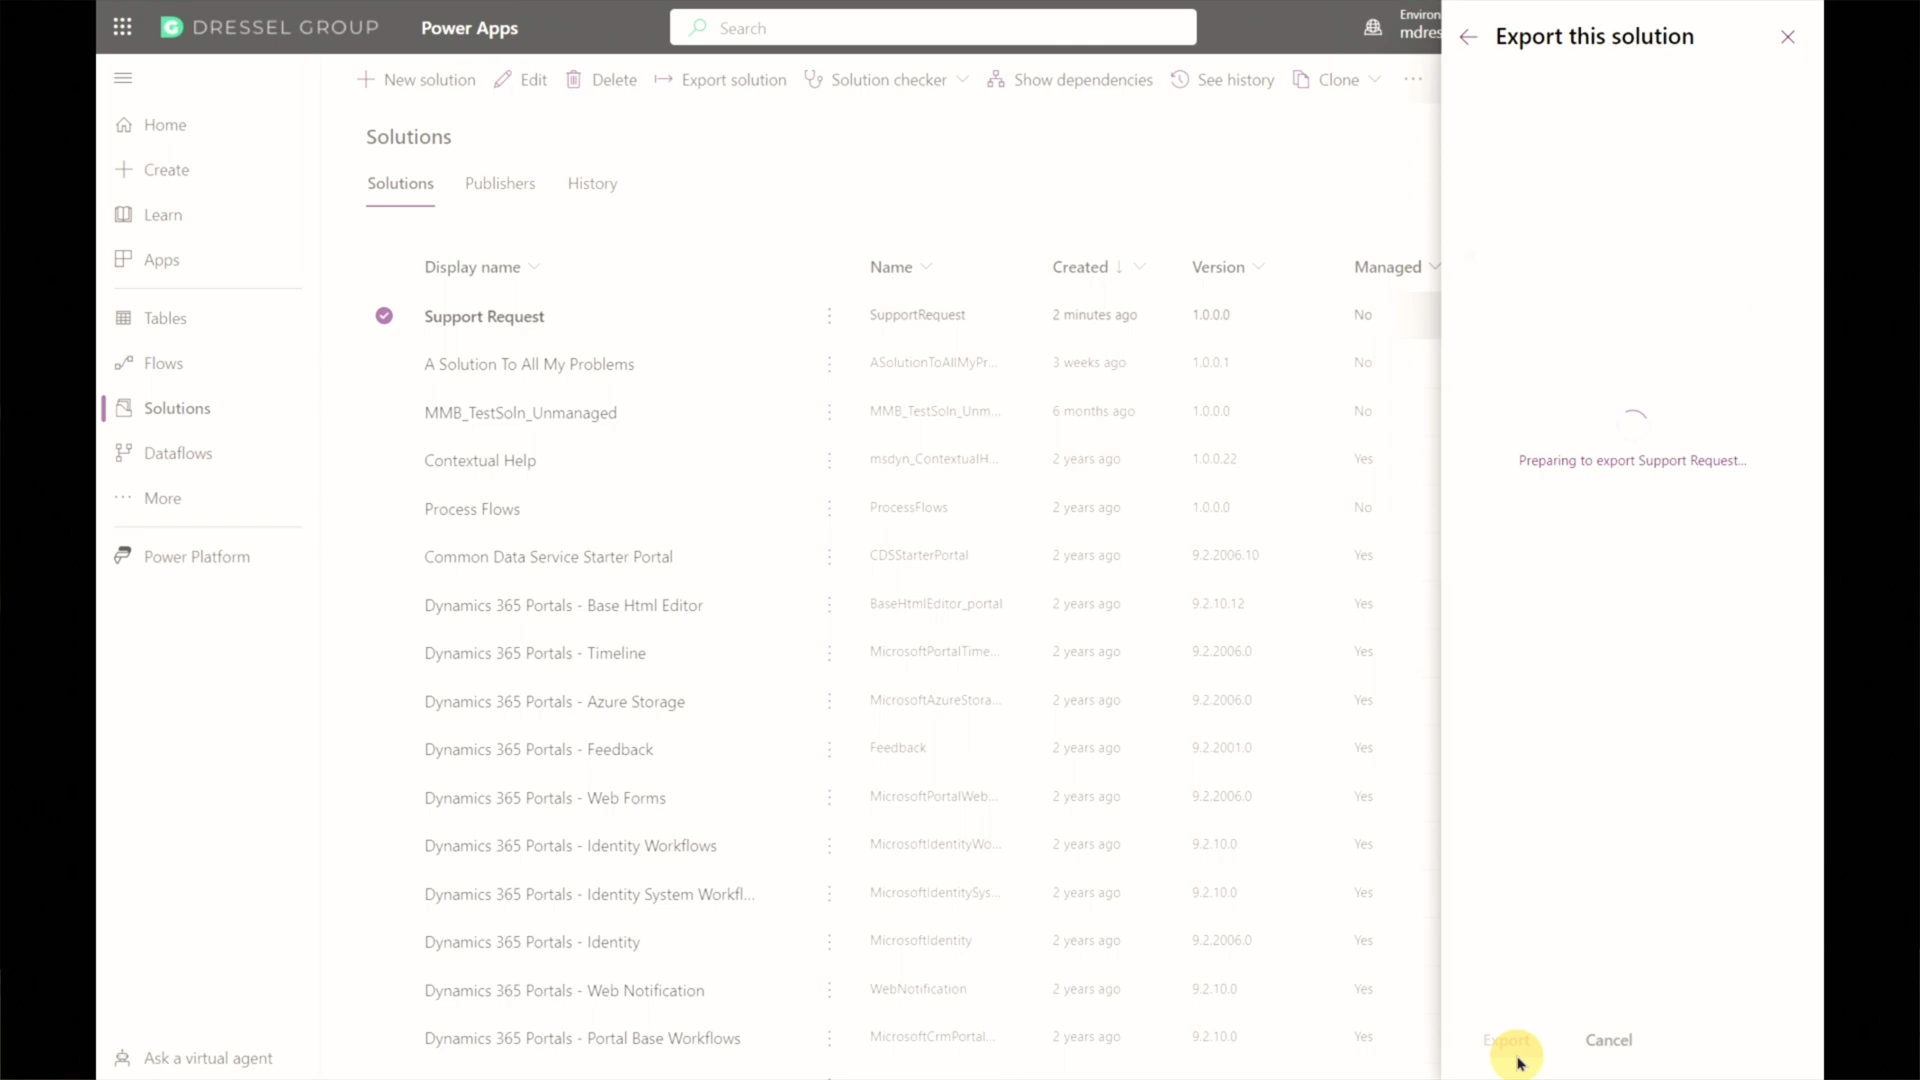 DRESSEL GROUP
Power Apps
Search
Environ
mdres
New solution
Edit
Delete
Export solution
Solution checker
Show dependencies
See history
Clone
Home
Create
Learn
Apps
Tables
Flows
Solutions
Dataflows
More
Power Platform
Ask a virtual agent
Solutions
Solutions Publishers History
Display name Name Created ↓ Version Managed
Support Request SupportRequest 2 minutes ago 1.0.0.0 No
A Solution To All My Problems ASolutionToAllMyPr... 3 weeks ago 1.0.0.1 No
MMB_TestSoln_Unmanaged MMB_TestSoln_Unm... 6 months ago 1.0.0.0 No
Contextual Help msdyn_ContextualH... 2 years ago 1.0.0.22 Yes
Process Flows ProcessFlows 2 years ago 1.0.0.0 No
Common Data Service Starter Portal CDSStarterPortal 2 years ago 9.2.2006.10 Yes
Dynamics 365 Portals - Base Html Editor BaseHtmlEditor_portal 2 years ago 9.2.10.12 Yes
Dynamics 365 Portals - Timeline MicrosoftPortalTime... 2 years ago 9.2.2006.0 Yes
Dynamics 365 Portals - Azure Storage MicrosoftAzureStora... 2 years ago 9.2.2006.0 Yes
Dynamics 365 Portals - Feedback Feedback 2 years ago 9.2.2001.0 Yes
Dynamics 365 Portals - Web Forms MicrosoftPortalWeb... 2 years ago 9.2.2006.0 Yes
Dynamics 365 Portals - Identity Workflows MicrosoftIdentityWo... 2 years ago 9.2.10.0 Yes
Dynamics 365 Portals - Identity System Workfl... MicrosoftIdentitySys... 2 years ago 9.2.10.0 Yes
Dynamics 365 Portals - Identity MicrosoftIdentity 2 years ago 9.2.2006.0 Yes
Dynamics 365 Portals - Web Notification WebNotification 2 years ago 9.2.10.0 Yes
Dynamics 365 Portals - Portal Base Workflows MicrosoftCrmPortal... 2 years ago 9.2.10.0 Yes
Export this solution
Preparing to export Support Request...
Export
Cancel